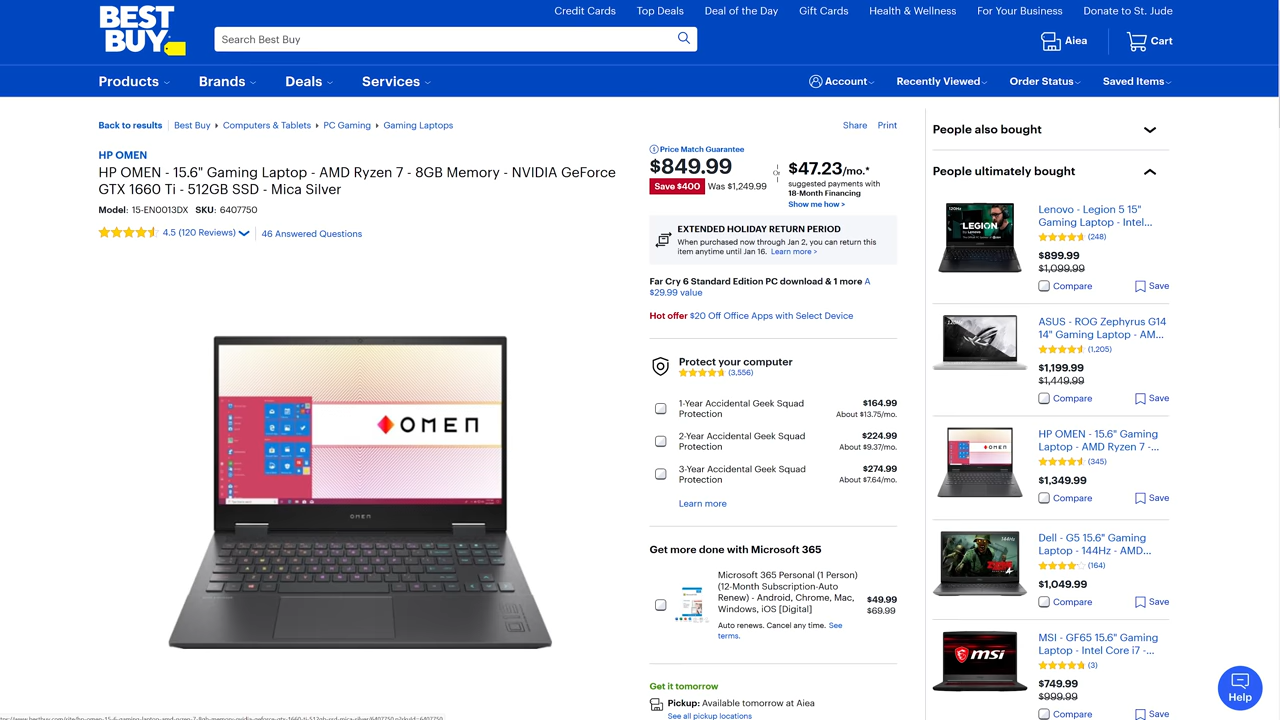 BEST
BUY
Credit Cards
Top Deals
Deal of the Day
Gift Cards
Health & Wellness
For Your Business
Donate to St. Jude
Search Best Buy
Aiea
Cart
Products
Brands
Deals
Services
Account
Recently Viewed
Order Status
Saved Items
Back to results
Best Buy
Computers & Tablets
PC Gaming
Gaming Laptops
Share
Print
HP OMEN
HP OMEN - 15.6" Gaming Laptop - AMD Ryzen 7 - 8GB Memory - NVIDIA GeForce
GTX 1660 Ti - 512GB SSD - Mica Silver
Model: 15-EN0013DX SKU: 6407750
4.5 (120 Reviews)
46 Answered Questions
OMEN
OMEN
Price Match Guarantee
$849.99
Save $400 Was $1,249.99
Or
$47.23/mo.*
suggested payments with
18-Month Financing
Show me how >
EXTENDED HOLIDAY RETURN PERIOD
When purchased now through Jan 2, you can return this
item anytime until Jan 16. Learn more >
Far Cry 6 Standard Edition PC download & 1 more A
$29.99 value
Hot offer $20 Off Office Apps with Select Device
Protect your computer
(3,556)
1-Year Accidental Geek Squad
Protection
$164.99
About $13.75/mo.
2-Year Accidental Geek Squad
Protection
$224.99
About $9.37/mo.
3-Year Accidental Geek Squad
Protection
$274.99
About $7.64/mo.
Learn more
Get more done with Microsoft 365
Microsoft 365 Personal (1 Person)
(12-Month Subscription-Auto
Renew) - Android, Chrome, Mac,
Windows, iOS [Digital]
$49.99
$69.99
Auto renews. Cancel any time. See
terms.
Get it tomorrow
Pickup: Available tomorrow at Aiea
See all pickup locations
People also bought
People ultimately bought
120Hz
LEGION
Lenovo - Legion 5 15"
Gaming Laptop - Intel...
(248)
$899.99
$1,099.99
Compare
Save
120Hz
ASUS - ROG Zephyrus G14
14" Gaming Laptop - AM...
(1,205)
$1,199.99
$1,449.99
Compare
Save
OMEN
HP OMEN - 15.6" Gaming
Laptop - AMD Ryzen 7 -...
(345)
$1,349.99
Compare
Save
144Hz
Dell - G5 15.6" Gaming
Laptop - 144Hz - AMD...
(164)
$1,049.99
Compare
Save
msi
MSI - GF65 15.6" Gaming
Laptop - Intel Core i7 -...
(3)
$749.99
$999.99
Compare
Save
Help